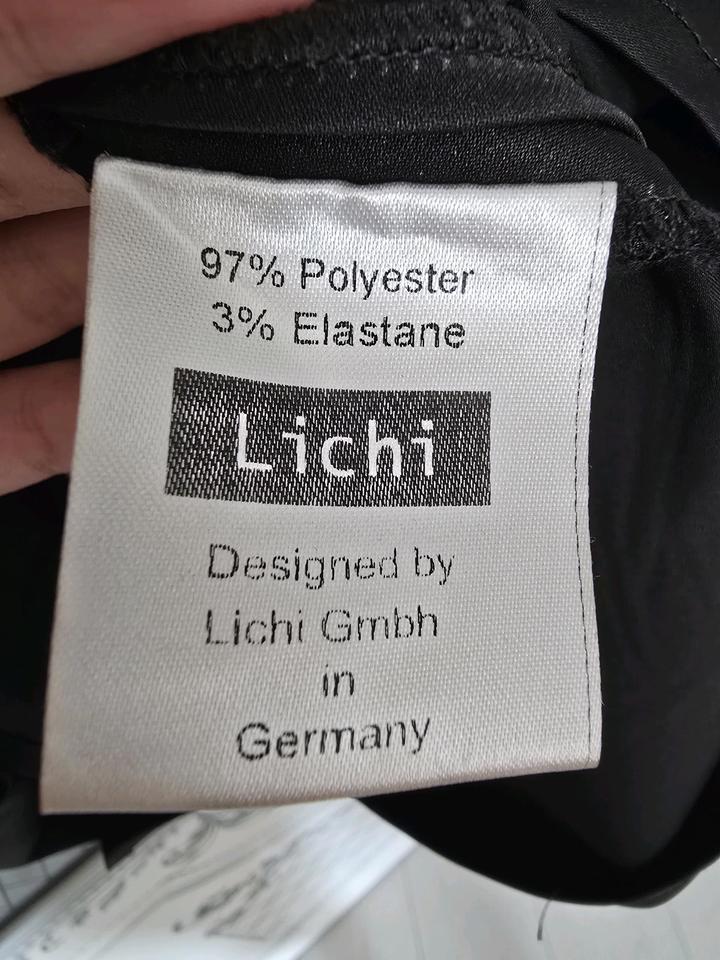 97% Polyester
3% Elastane
Lichi
Designed by
Lichi Gmbh
in
Germany